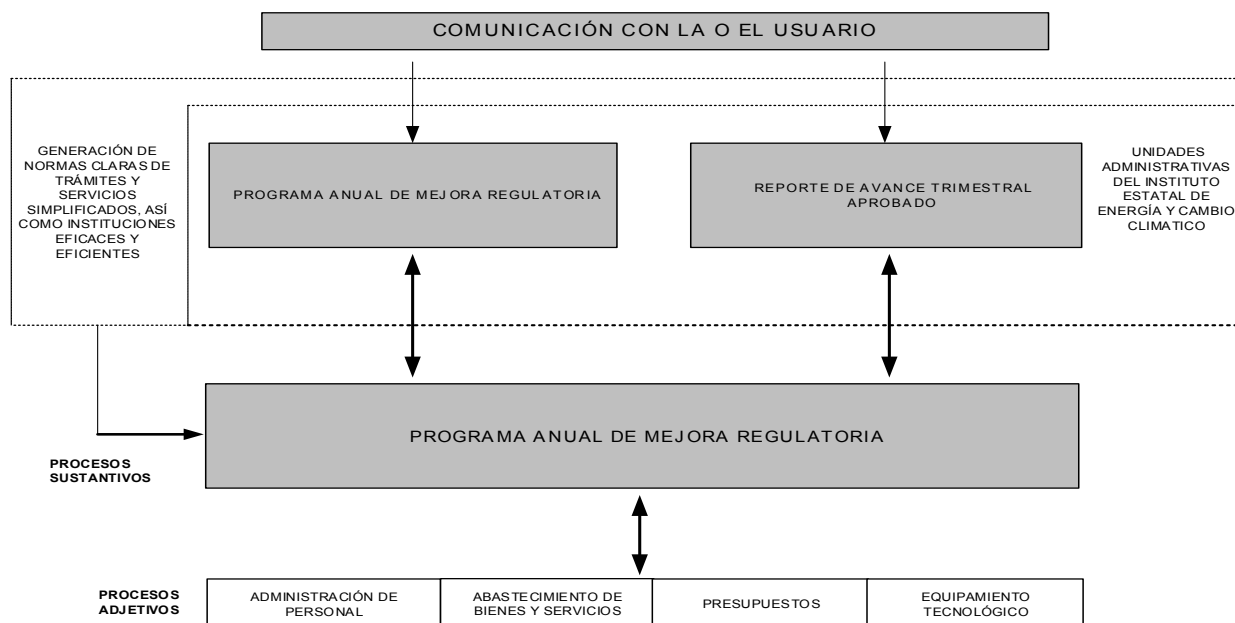 COMUNICACIÓN CON LA O EL USUARIO
GENERACIÓN DE
NORMAS CLARAS DE
TRÁMITES Y
SERVICIOS
SIMPLIFICADOS, ASÍ
COMO INSTITUCIONES
EFICACES Y
EFICIENTES
PROGRAMA ANUAL DE MEJORA REGULATORIA
REPORTE DE AVANCE TRIMESTRAL
APROBADO
UNIDADES
ADMINISTRATIVAS
DEL INSTITUTO
ESTATAL DE
ENERGÍA Y CAMBIO
CLIMATICO
PROGRAMA ANUAL DE MEJORA REGULATORIA
PROCESOS
SUSTANTIVOS
PROCESOS
ADJETIVOS
ADMINISTRACIÓN DE
PERSONAL
ABASTECIMIENTO DE
BIENES Y SERVICIOS
PRESUPUESTOS
EQUIPAMIENTO
TECNOLÓGICO